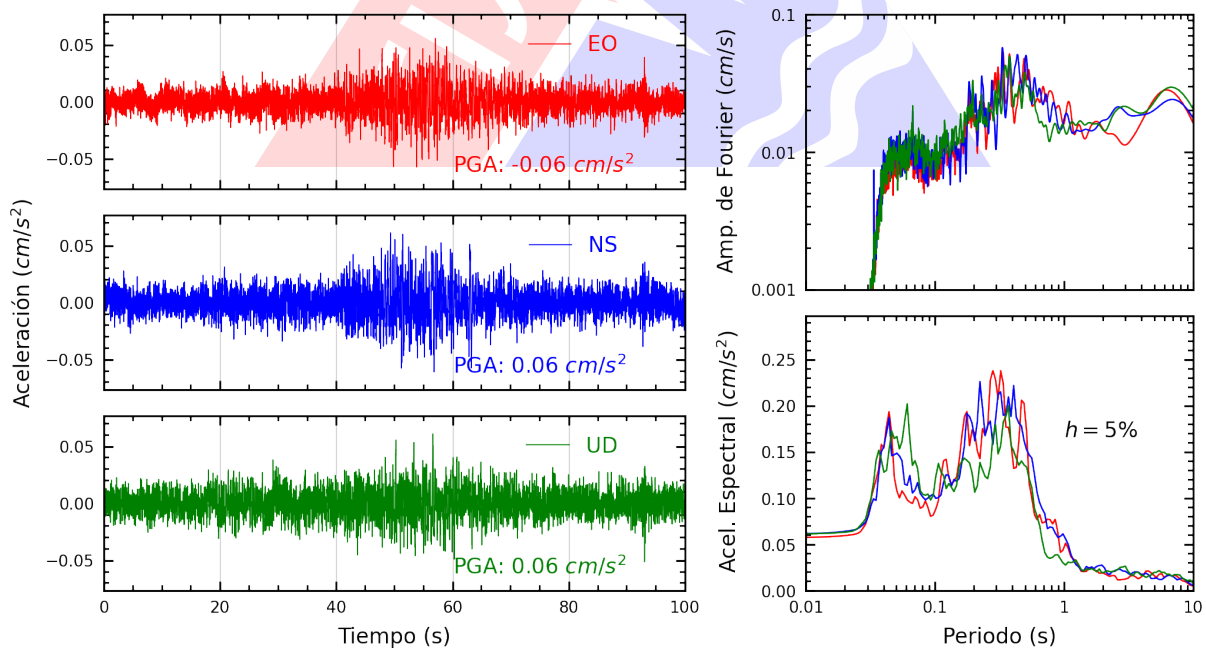 Aceleración (cm/s²)
0.05
0.00
−0.05
EO
PGA: -0.06 cm/s²
0.05
0.00
−0.05
NS
PGA: 0.06 cm/s²
0.05
0.00
−0.05
UD
PGA: 0.06 cm/s²
0 20 40 60 80 100
Tiempo (s)
Amp. de Fourier (cm/s)
0.1
0.01
0.001
Acel. Espectral (cm/s²)
0.25
0.20
0.15
0.10
0.05
0.00
h = 5%
0.01 0.1 1 10
Periodo (s)